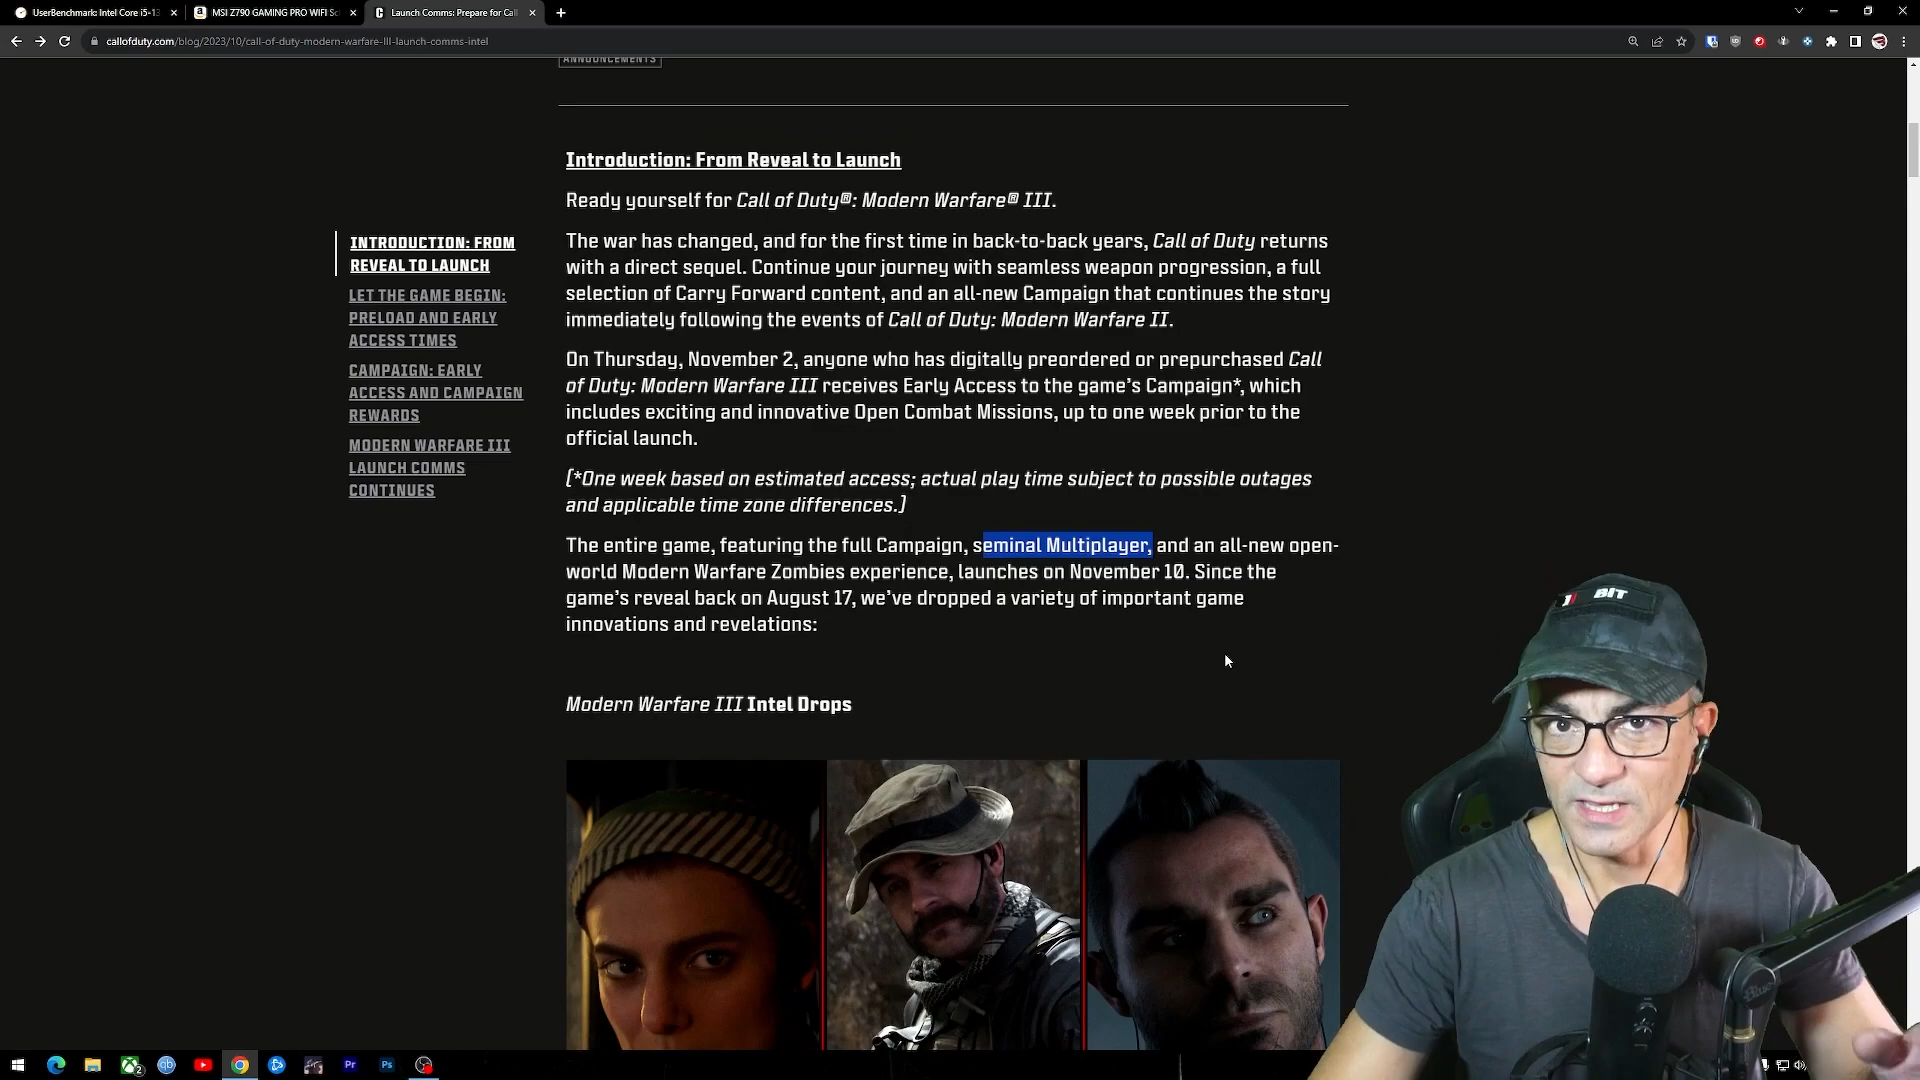 UserBenchmark: Intel Core i5-13
MSI Z790 GAMING PRO WIFI Sc
Launch Comms: Prepare for Call
callofduty.com/blog/2023/10/call-of-duty-modern-warfare-III-launch-comms-intel
ANNOUNCEMENTS
INTRODUCTION: FROM
REVEAL TO LAUNCH
LET THE GAME BEGIN:
PRELOAD AND EARLY
ACCESS TIMES
CAMPAIGN: EARLY
ACCESS AND CAMPAIGN
REWARDS
MODERN WARFARE III
LAUNCH COMMS
CONTINUES
Introduction: From Reveal to Launch
Ready yourself for Call of Duty®: Modern Warfare® III.
The war has changed, and for the first time in back-to-back years, Call of Duty returns
with a direct sequel. Continue your journey with seamless weapon progression, a full
selection of Carry Forward content, and an all-new Campaign that continues the story
immediately following the events of Call of Duty: Modern Warfare II.
On Thursday, November 2, anyone who has digitally preordered or prepurchased Call
of Duty: Modern Warfare III receives Early Access to the game's Campaign*, which
includes exciting and innovative Open Combat Missions, up to one week prior to the
official launch.
[*One week based on estimated access; actual play time subject to possible outages
and applicable time zone differences.]
The entire game, featuring the full Campaign, seminal Multiplayer, and an all-new open-
world Modern Warfare Zombies experience, launches on November 10. Since the
game's reveal back on August 17, we've dropped a variety of important game
innovations and revelations:
Modern Warfare III Intel Drops
BIT
Blue
2
qb
Pr
Ps